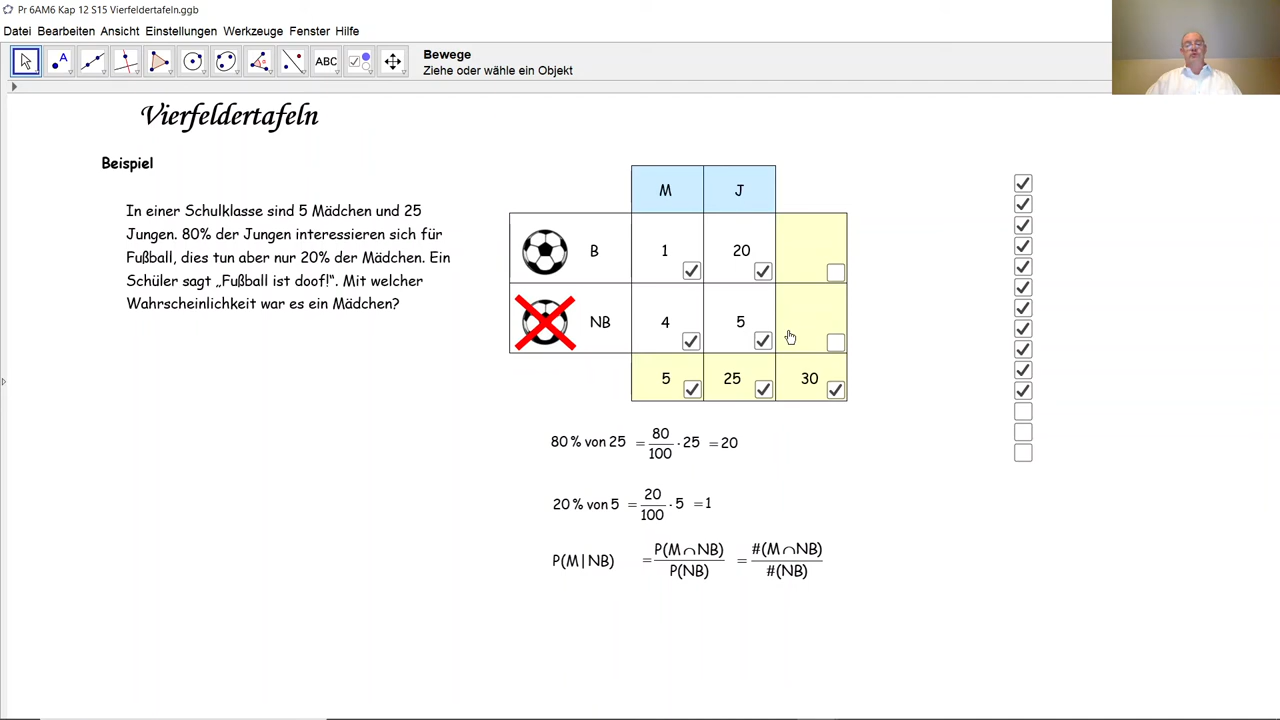 Pr 6AM6 Kap 12 S15 Vierfeldertafeln.ggb
Datei Bearbeiten Ansicht Einstellungen Werkzeuge Fenster Hilfe
A
ABC
Bewege
Ziehe oder wähle ein Objekt
Vierfeldertafeln
Beispiel
In einer Schulklasse sind 5 Mädchen und 25
Jungen. 80% der Jungen interessieren sich für
Fußball, dies tun aber nur 20% der Mädchen. Ein
Schüler sagt „Fußball ist doof!“. Mit welcher
Wahrscheinlichkeit war es ein Mädchen?
M J
B 1 20
NB 4 5
5 25 30
80 % von 25 = 80/100 · 25 = 20
20 % von 5 = 20/100 · 5 = 1
P(M|NB) = P(M∩NB)/P(NB) = #(M∩NB)/#(NB)